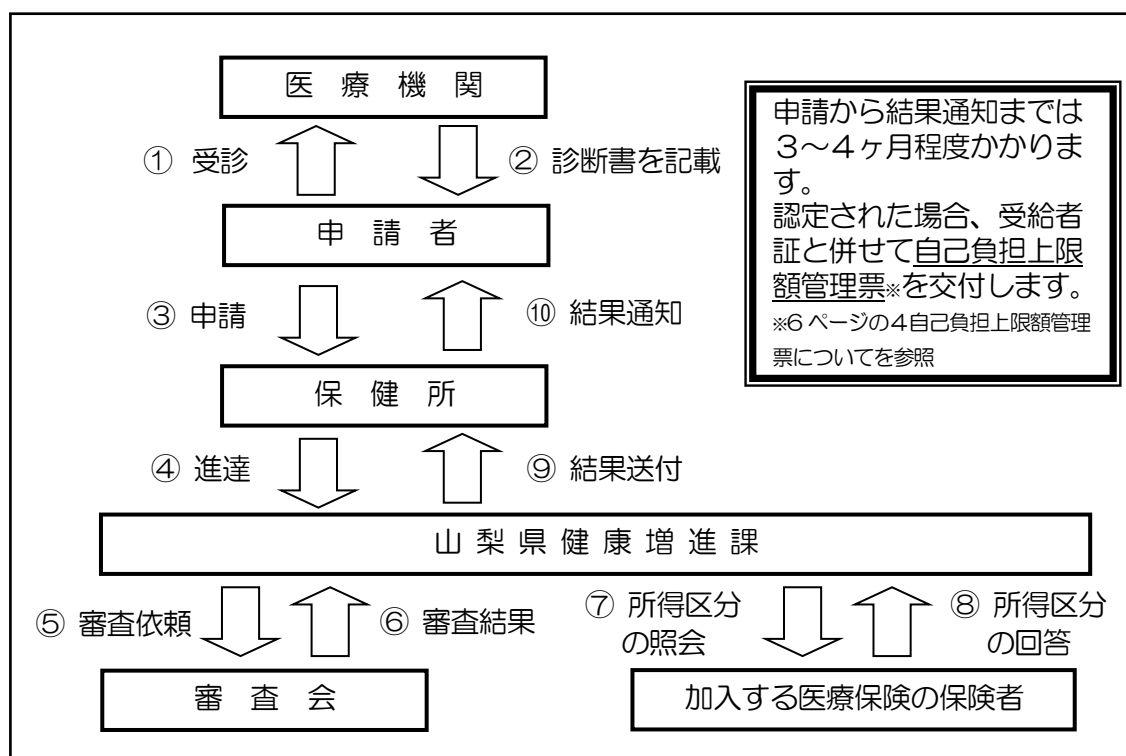 医療機関
① 受診
② 診断書を記載
申請者
③ 申請
⑩ 結果通知
保健所
④ 進達
⑨ 結果送付
山梨県健康増進課
⑤ 審査依頼
⑥ 審査結果
⑦ 所得区分
の照会
⑧ 所得区分
の回答
審査会
加入する医療保険の保険者
申請から結果通知までは
３～４ヶ月程度かかりま
す。
認定された場合、受給者
証と併せて自己負担上限
額管理票※を交付します。
※6 ページの４自己負担上限額管理
票についてを参照